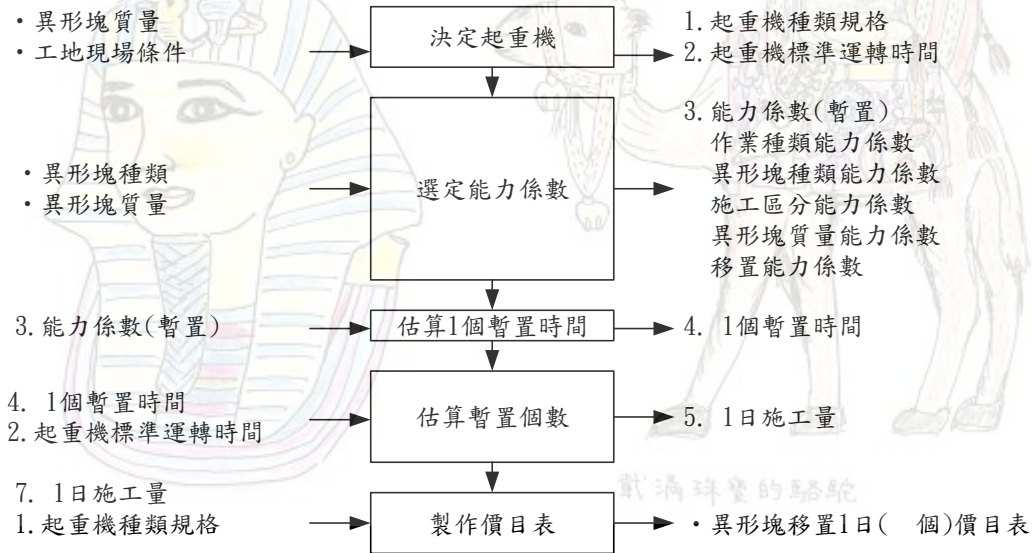 ・異形塊質量
・工地現場條件
決定起重機
1.起重機種類規格
2.起重機標準運轉時間
・異形塊種類
・異形塊質量
選定能力係數
3.能力係數(暫置)
作業種類能力係數
異形塊種類能力係數
施工區分能力係數
異形塊質量能力係數
移置能力係數
3.能力係數(暫置)
估算1個暫置時間
4. 1個暫置時間
4. 1個暫置時間
2.起重機標準運轉時間
估算暫置個數
5. 1日施工量
戴滿珠寶的駱駝
7. 1日施工量
1.起重機種類規格
製作價目表
・異形塊移置1日(　個)價目表